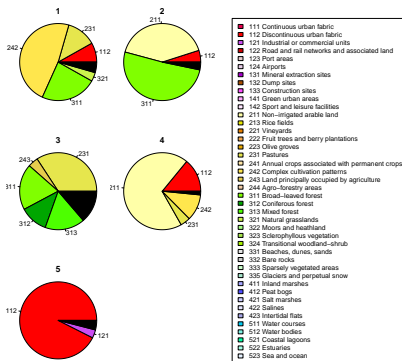 1
231
242
112
321
311
2
211
112
311
3
231
243
311
312
313
4
112
211
242
231
5
112
121
111 Continuous urban fabric
112 Discontinuous urban fabric
121 Industrial or commercial units
122 Road and rail networks and associated land
123 Port areas
124 Airports
131 Mineral extraction sites
132 Dump sites
133 Construction sites
141 Green urban areas
142 Sport and leisure facilities
211 Non-irrigated arable land
213 Rice fields
221 Vineyards
222 Fruit trees and berry plantations
223 Olive groves
231 Pastures
241 Annual crops associated with permanent crops
242 Complex cultivation patterns
243 Land principally occupied by agriculture
244 Agro-forestry areas
311 Broad-leaved forest
312 Coniferous forest
313 Mixed forest
321 Natural grasslands
322 Moors and heathland
323 Sclerophyllous vegetation
324 Transitional woodland-shrub
331 Beaches, dunes, sands
332 Bare rocks
333 Sparsely vegetated areas
335 Glaciers and perpetual snow
411 Inland marshes
412 Peat bogs
421 Salt marshes
422 Salines
423 Intertidal flats
511 Water courses
512 Water bodies
521 Coastal lagoons
522 Estuaries
523 Sea and ocean